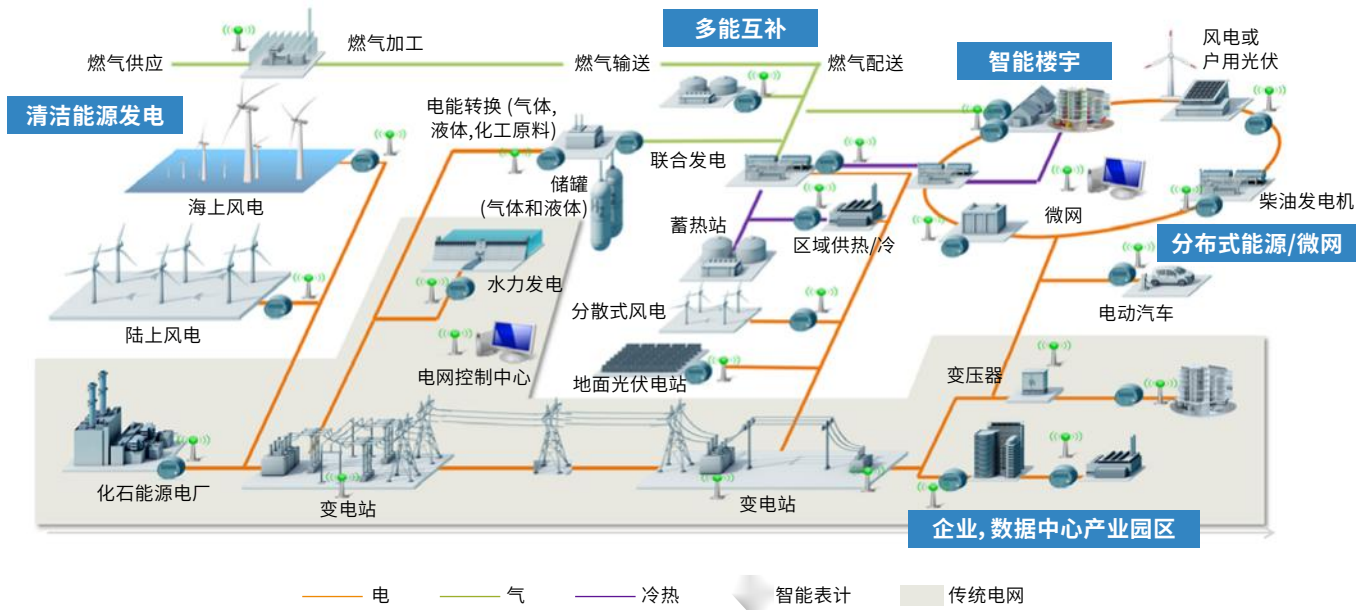 多能互补
风电或
户用光伏
燃气加工
燃气供应
燃气输送
燃气配送
智能楼宇
清洁能源发电
电能转换 (气体,
液体,化工原料)
联合发电
储罐
(气体和液体)
海上风电
蓄热站
区域供热/冷
微网
柴油发电机
分布式能源/微网
水力发电
分散式风电
电动汽车
陆上风电
电网控制中心
地面光伏电站
变压器
化石能源电厂
变电站
变电站
企业, 数据中心产业园区
电
气
冷热
智能表计
传统电网